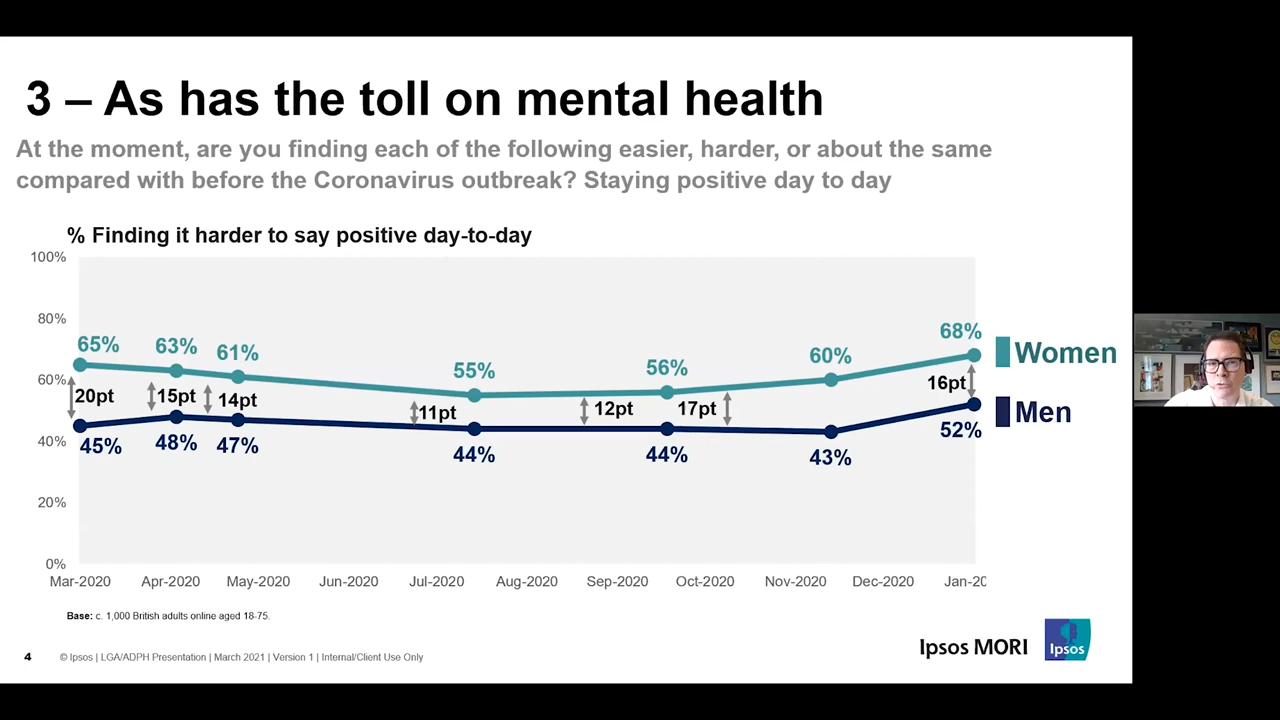 3 – As has the toll on mental health
At the moment, are you finding each of the following easier, harder, or about the same
compared with before the Coronavirus outbreak? Staying positive day to day
% Finding it harder to say positive day-to-day
100%
80%
60%
40%
20%
0%
65%
63%
61%
55%
56%
60%
68%
20pt
15pt
14pt
11pt
12pt
17pt
16pt
45%
48%
47%
44%
44%
43%
52%
Women
Men
Mar-2020
Apr-2020
May-2020
Jun-2020
Jul-2020
Aug-2020
Sep-2020
Oct-2020
Nov-2020
Dec-2020
Jan-20
Base: c. 1,000 British adults online aged 18-75.
4
© Ipsos | LGA/ADPH Presentation | March 2021 | Version 1 | Internal/Client Use Only
Ipsos MORI
Ipsos